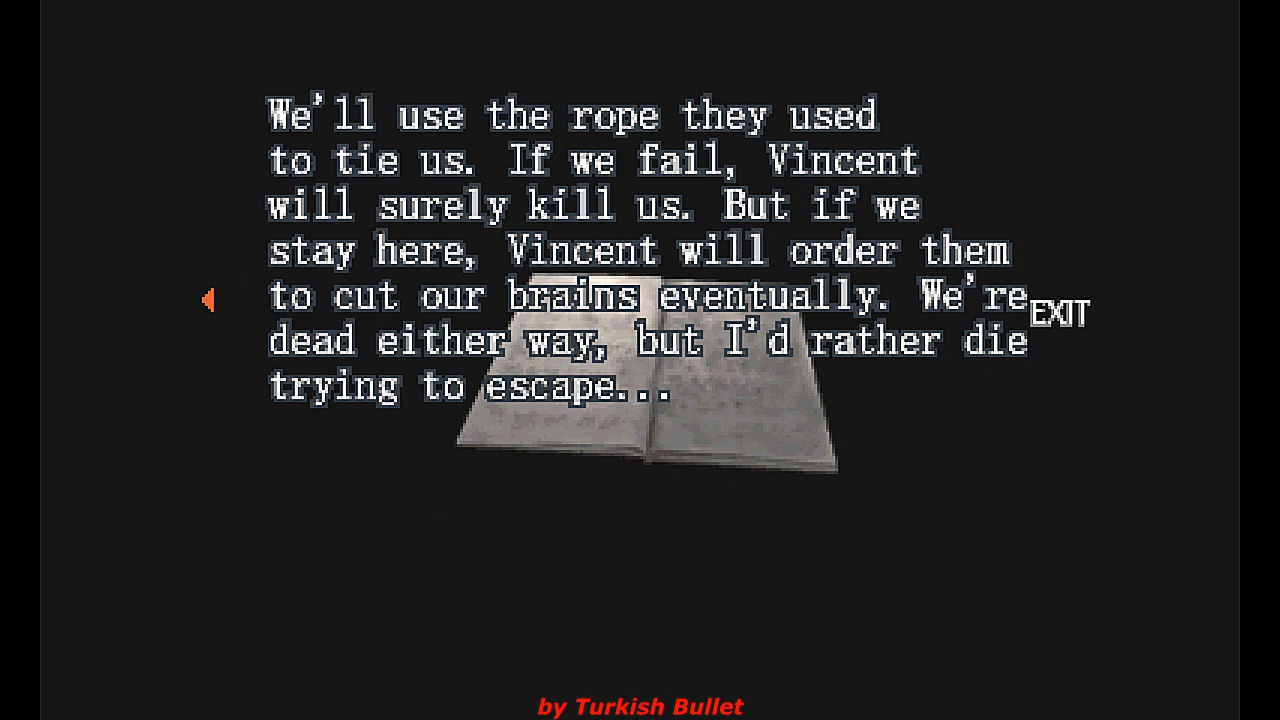 We'll use the rope they used
to tie us. If we fail, Vincent
will surely kill us. But if we
stay here, Vincent will order them
to cut our brains eventually. We're
EXIT
dead either way, but I'd rather die
trying to escape...
by Turkish Bullet